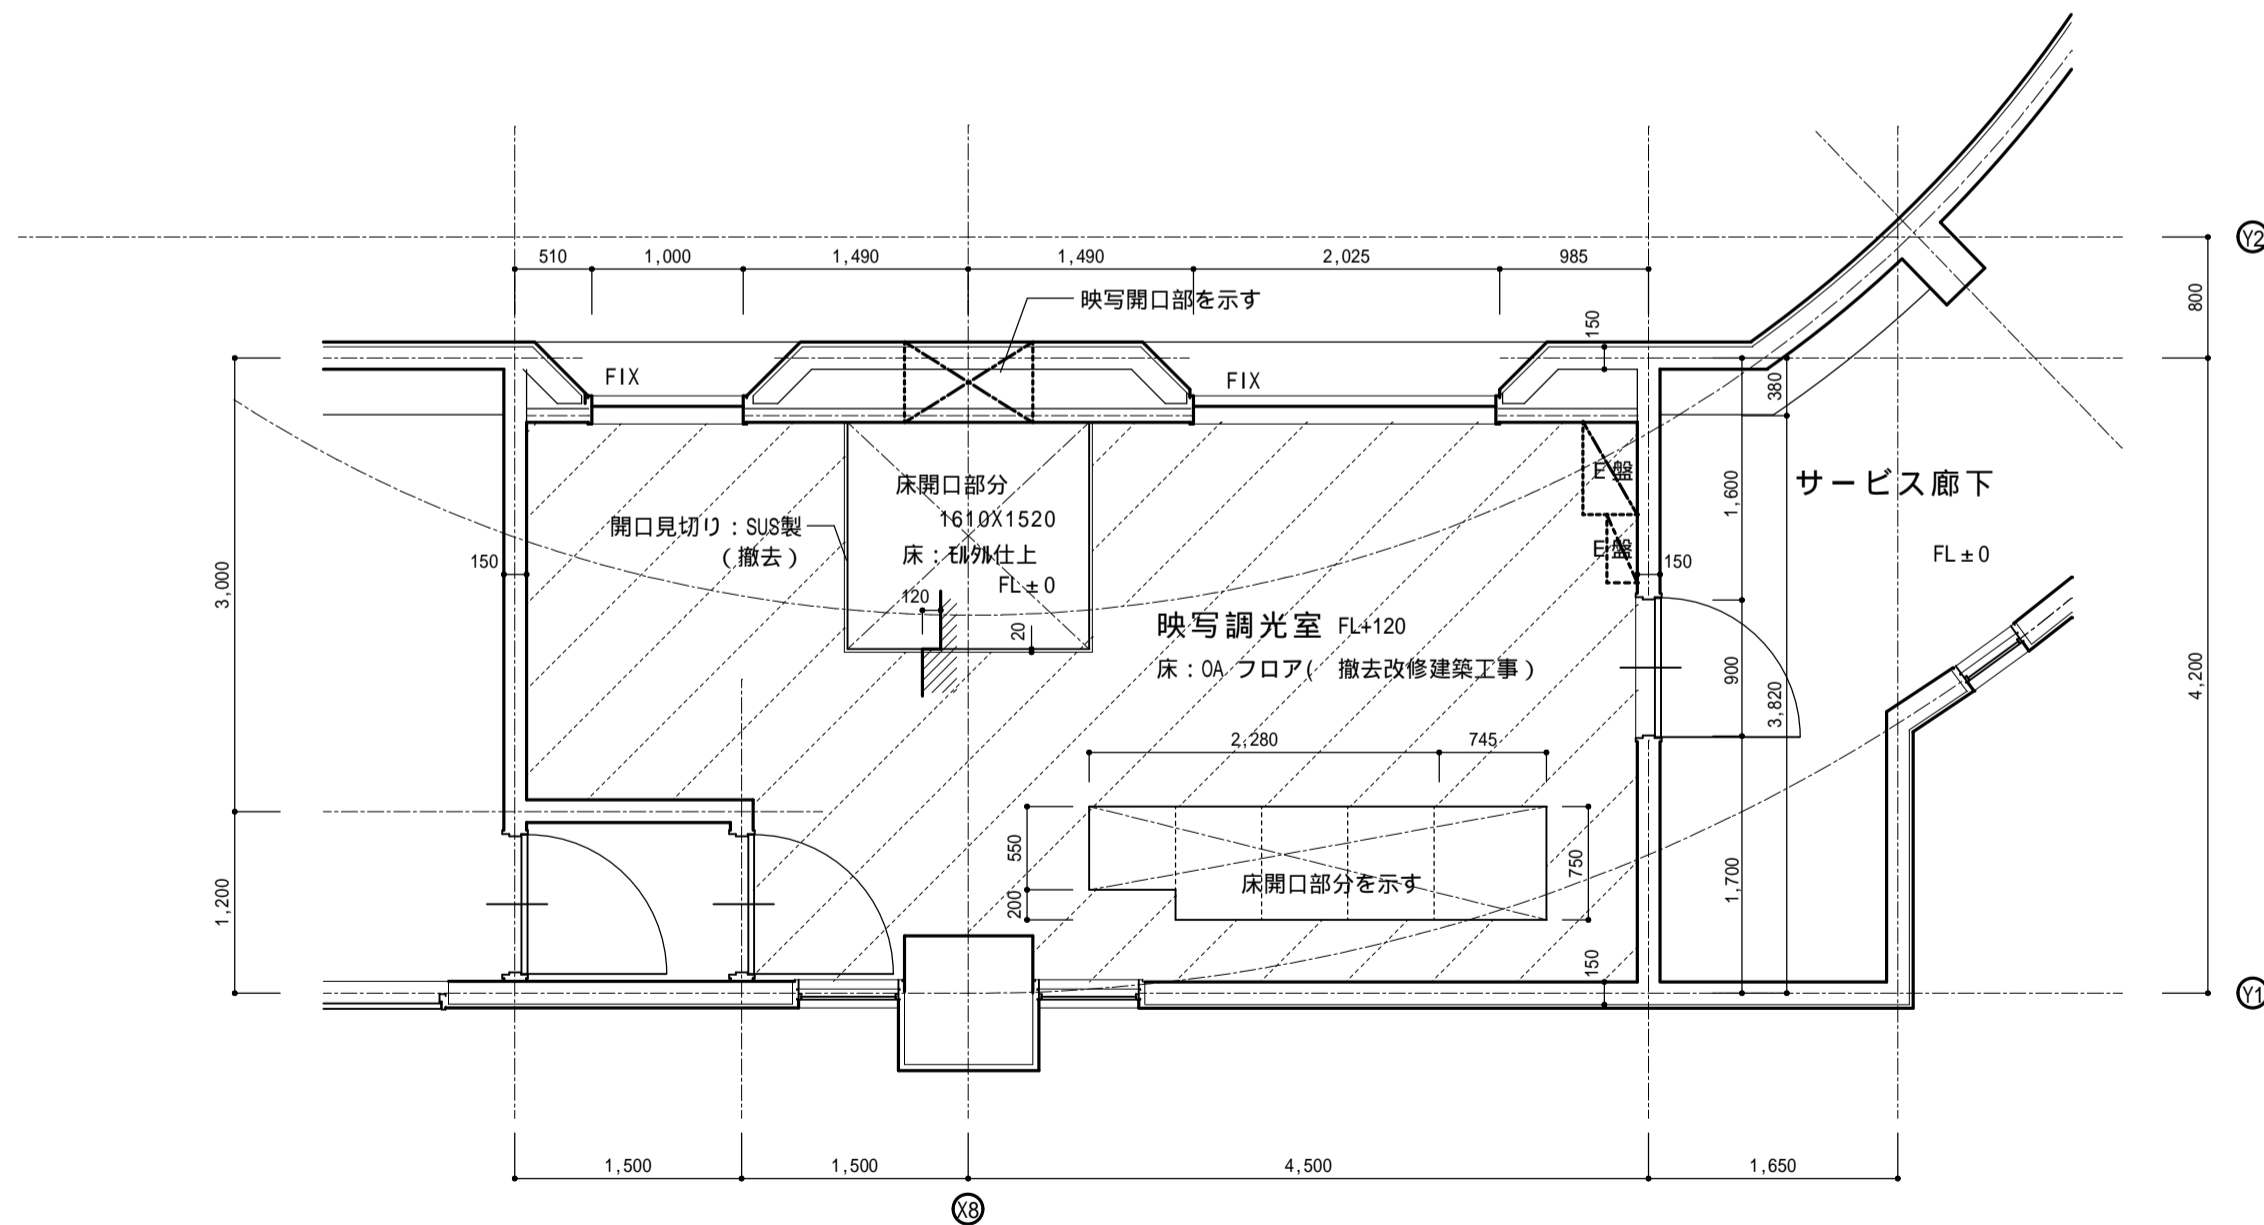 Y2
510
1,000
1,490
1,490
2,025
985
映写開口部を示す
800
150
FIX
FIX
380
E盤
サービス廊下
床開口部分
1,600
1610X1520
開口見切り：SUS製
（撤去）
床：ﾓﾙﾀﾙ仕上
E盤
150
150
FL±0
FL±0
3,000
120
20
映写調光室 FL+120
床：OA フロア(　撤去改修建築工事）
900
3,820
4,200
2,280
745
550
750
床開口部分を示す
200
1,200
1,700
150
Y1
1,500
1,500
4,500
1,650
X8